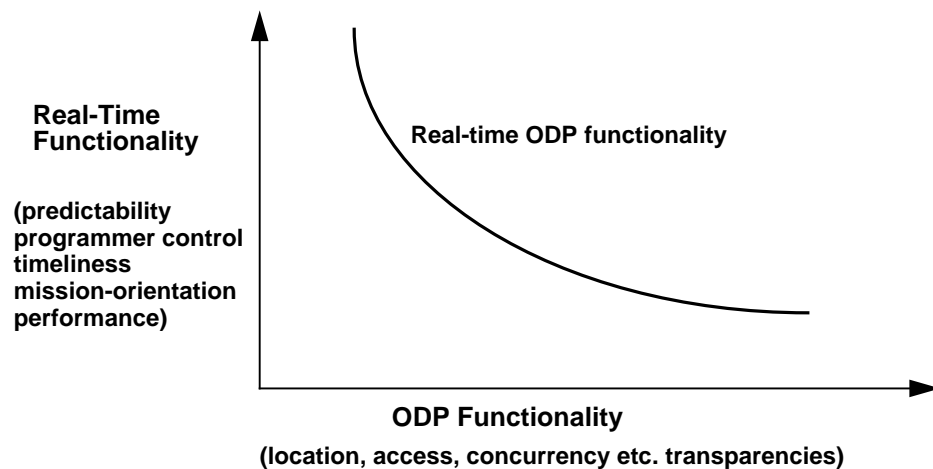 Real-Time
Functionality
(predictability
programmer control
timeliness
mission-orientation
performance)
Real-time ODP functionality
ODP Functionality
(location, access, concurrency etc. transparencies)